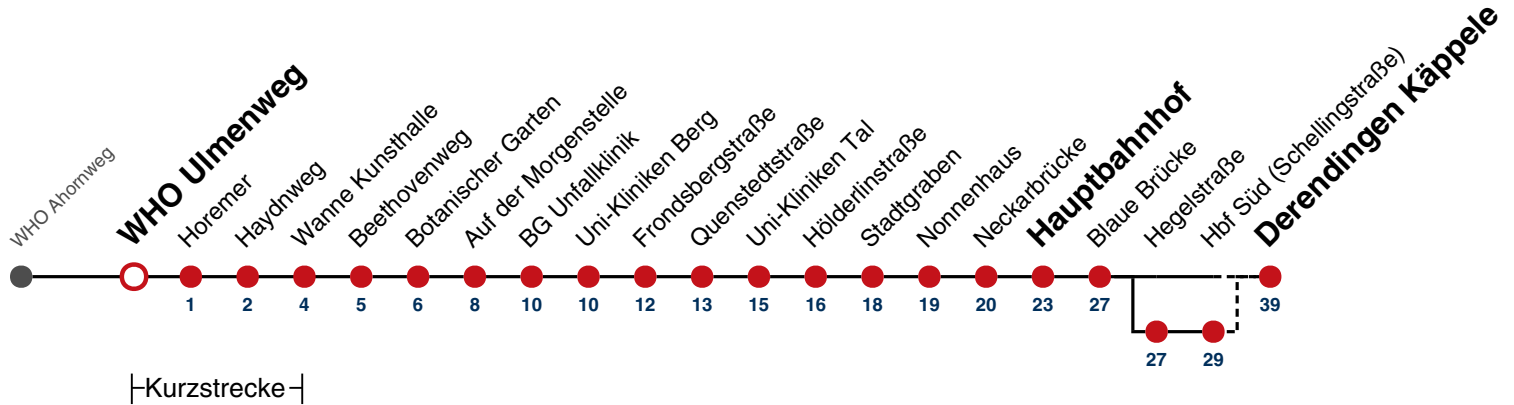 WHO Ahornweg
WHO Ulmenweg
Horemer
Haydnweg
Wanne Kunsthalle
Beethovenweg
Botanischer Garten
Auf der Morgenstelle
BG Unfallklinik
Uni-Kliniken Berg
Frondsbergstraße
Quenstedtstraße
Uni-Kliniken Tal
Hölderlinstraße
Stadtgraben
Nonnenhaus
Neckarbrücke
Hauptbahnhof
Blaue Brücke
Hegelstraße
Hbf Süd (Schellingstraße)
Derendingen Käppele
1 2 4 5 6 8 10 10 12 13 15 16 18 19 20 23 27 39
27 29
Kurzstrecke